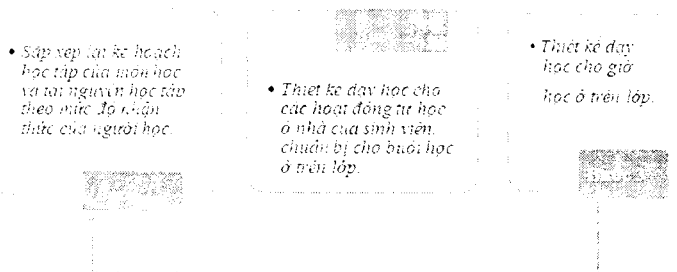 • Sắp xếp lại kế hoạch
học tập của môn học
và tài nguyên học tập
theo mức độ nhận
thức của người học.
• Thiết kế dạy học cho
các hoạt động tự học
ở nhà của sinh viên,
chuẩn bị cho buổi học
ở trên lớp.
• Thiết kế dạy
học cho giờ
học ở trên lớp.